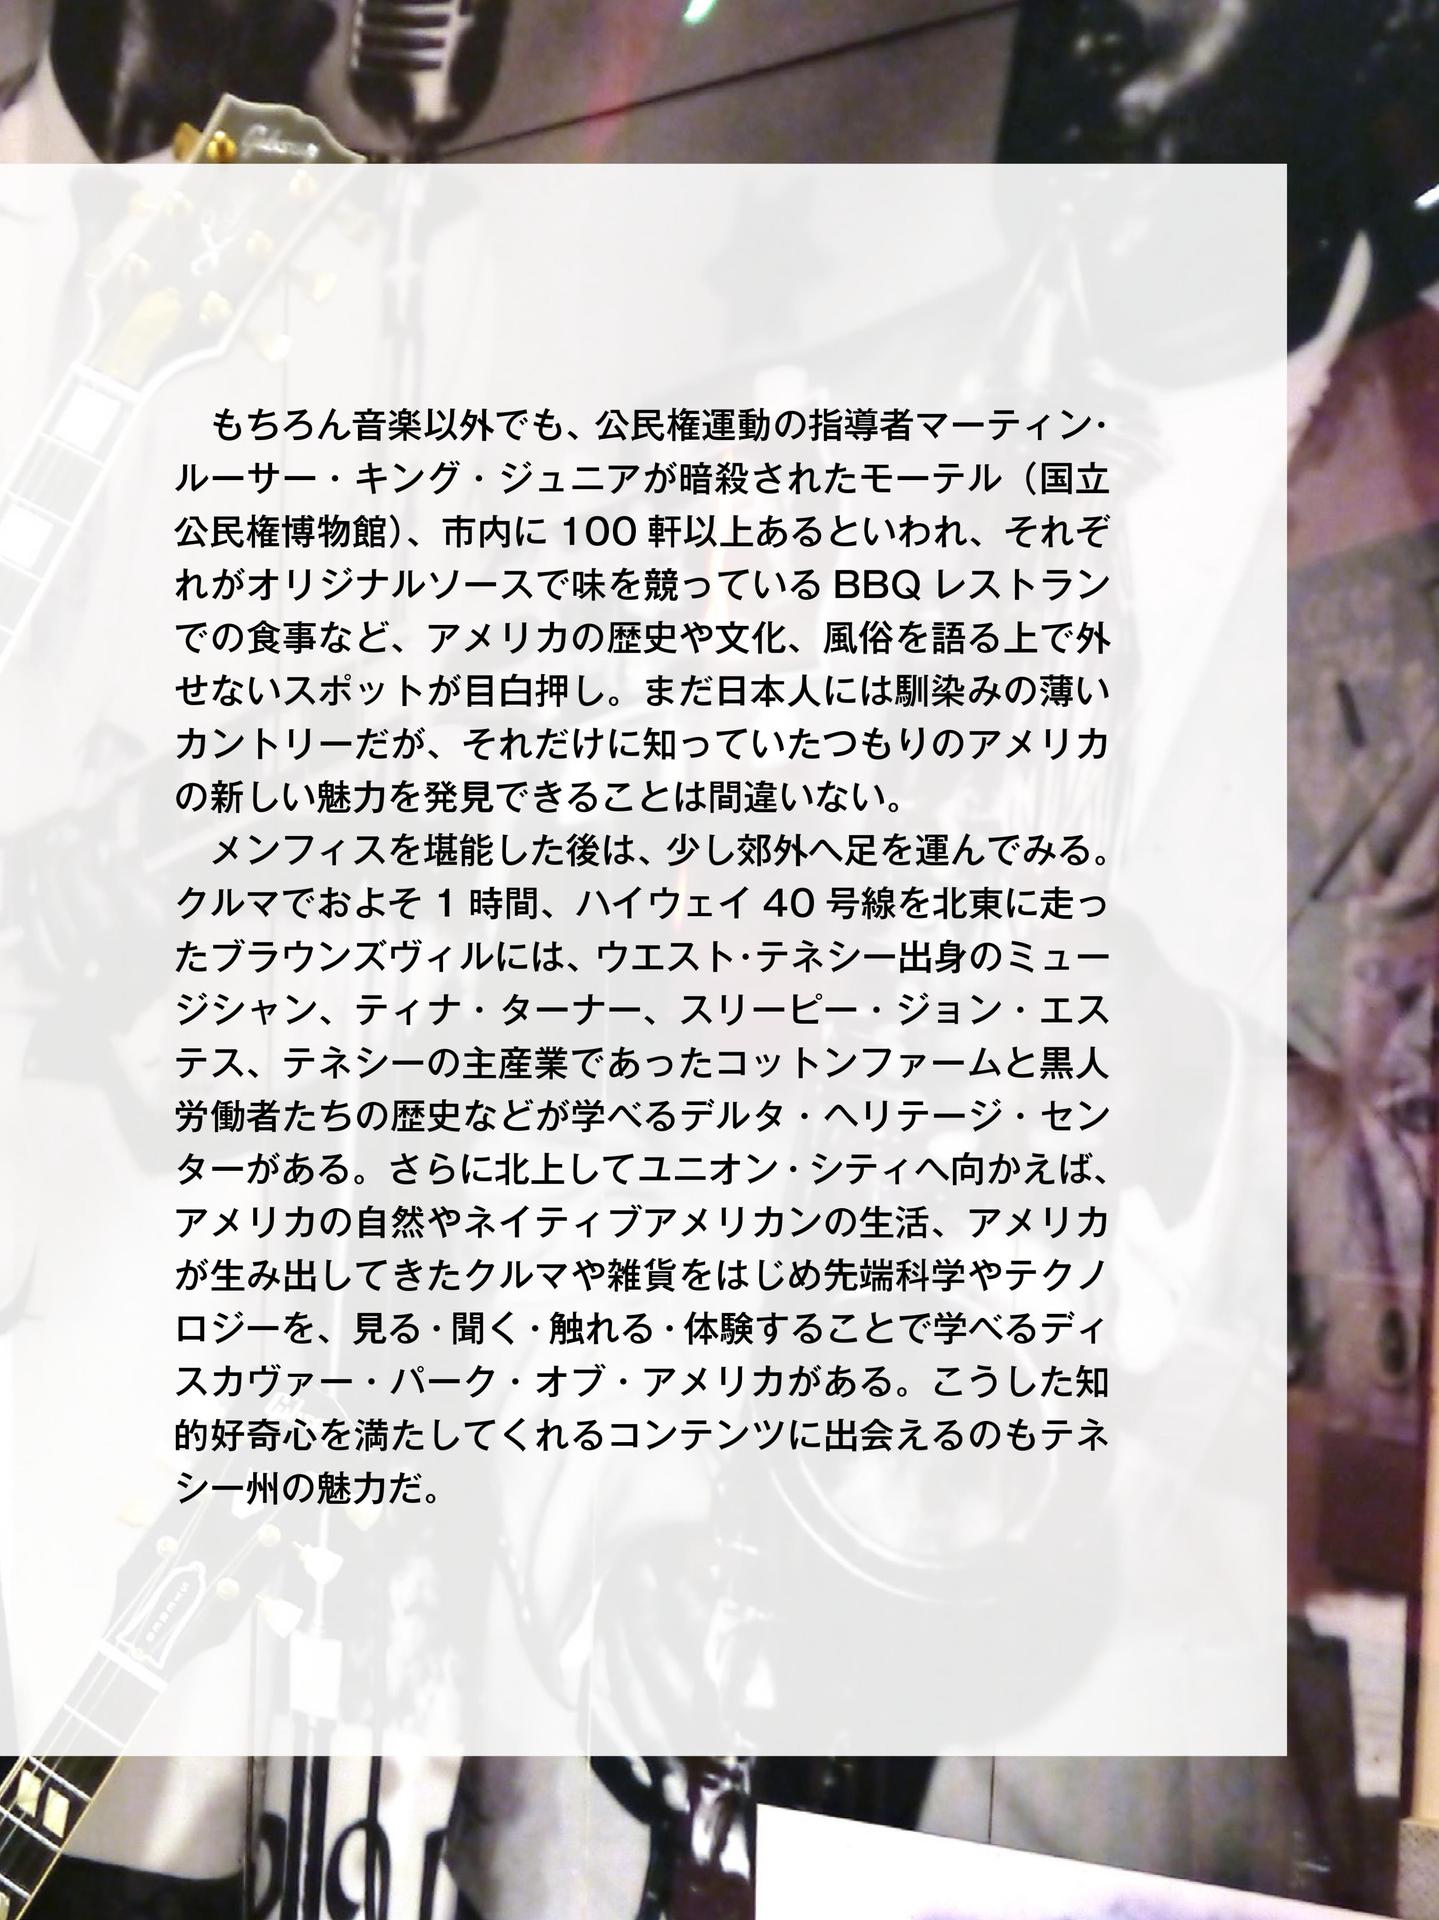 Gibson
もちろん音楽以外でも、公民権運動の指導者マーティン・
ルーサー・キング・ジュニアが暗殺されたモーテル（国立
公民権博物館）、市内に 100 軒以上あるといわれ、それぞ
れがオリジナルソースで味を競っている BBQ レストラン
での食事など、アメリカの歴史や文化、風俗を語る上で外
せないスポットが目白押し。まだ日本人には馴染みの薄い
カントリーだが、それだけに知っていたつもりのアメリカ
の新しい魅力を発見できることは間違いない。
メンフィスを堪能した後は、少し郊外へ足を運んでみる。
クルマでおよそ 1 時間、ハイウェイ 40 号線を北東に走っ
たブラウンズヴィルには、ウエスト・テネシー出身のミュー
ジシャン、ティナ・ターナー、スリーピー・ジョン・エス
テス、テネシーの主産業であったコットンファームと黒人
労働者たちの歴史などが学べるデルタ・ヘリテージ・セン
ターがある。さらに北上してユニオン・シティへ向かえば、
アメリカの自然やネイティブアメリカンの生活、アメリカ
が生み出してきたクルマや雑貨をはじめ先端科学やテクノ
ロジーを、見る・聞く・触れる・体験することで学べるディ
スカヴァー・パーク・オブ・アメリカがある。こうした知
的好奇心を満たしてくれるコンテンツに出会えるのもテネ
シー州の魅力だ。